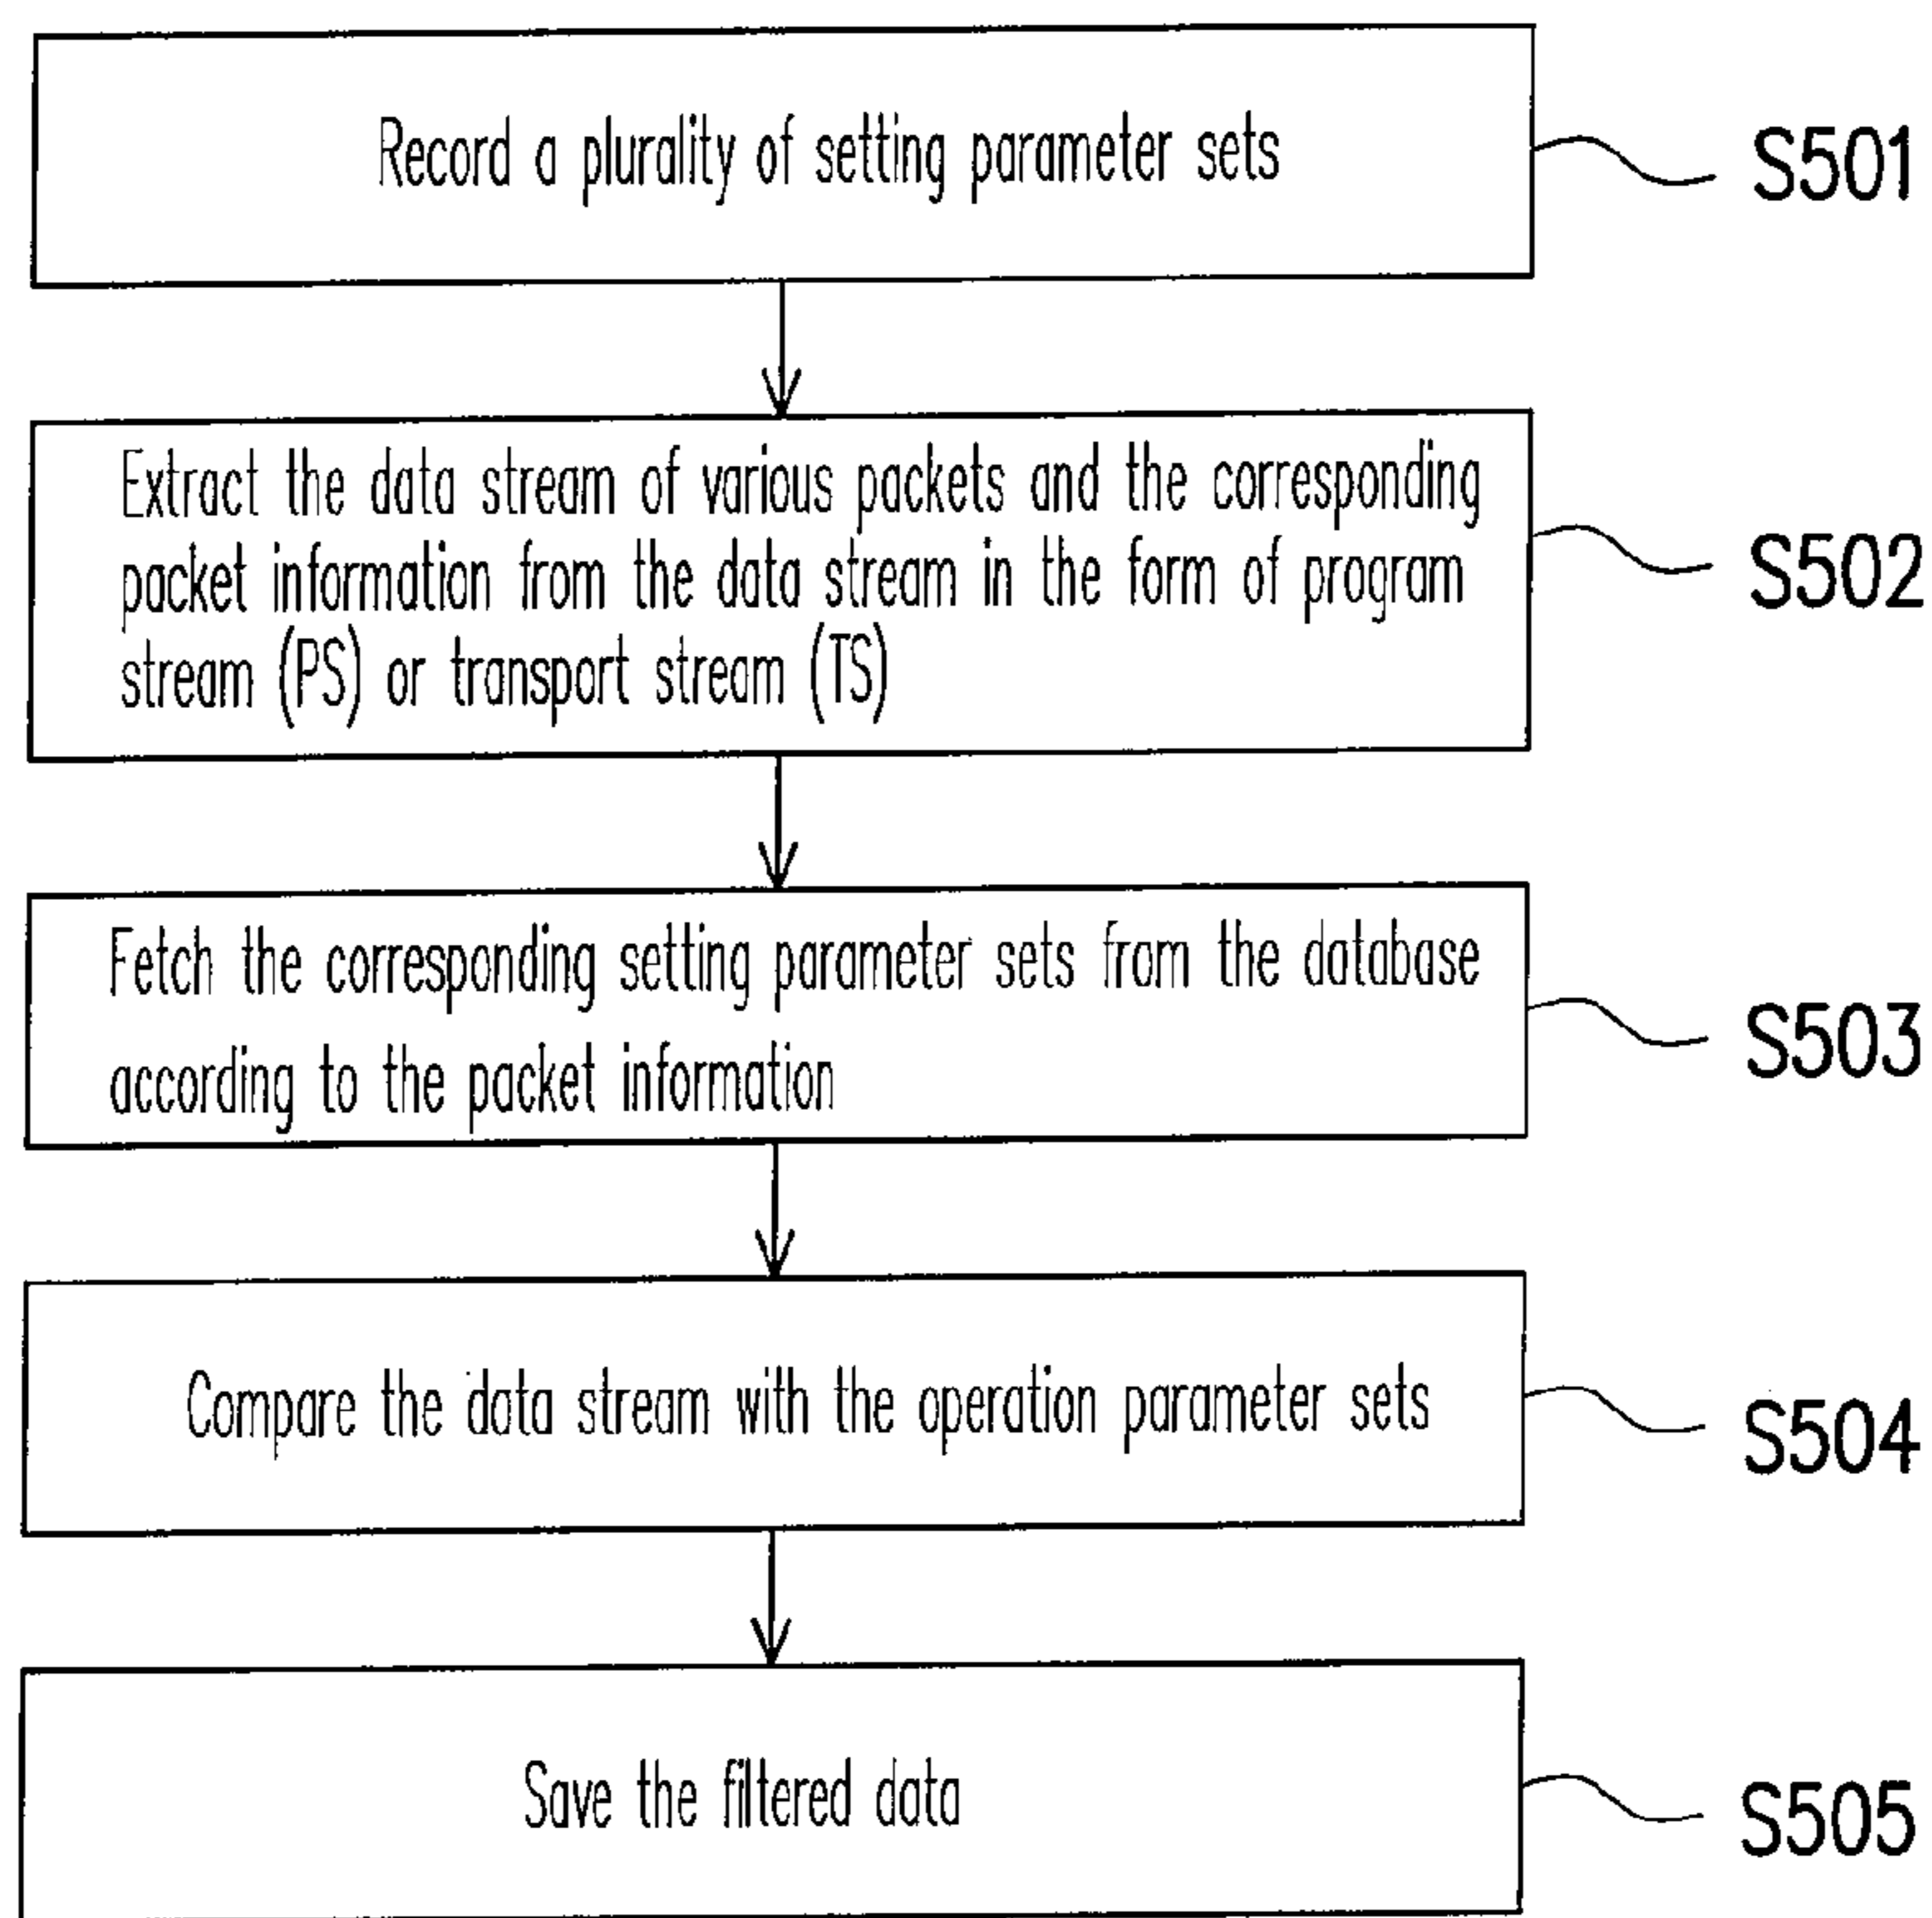 Record a plurality of setting parameter sets
S501
Extract the data stream of various packets and the corresponding
packet information from the data stream in the form of program
stream (PS) or transport stream (TS)
S502
Fetch the corresponding setting parameter sets from the database
according to the packet information
S503
Compare the data stream with the operation parameter sets
S504
Save the filtered data
S505